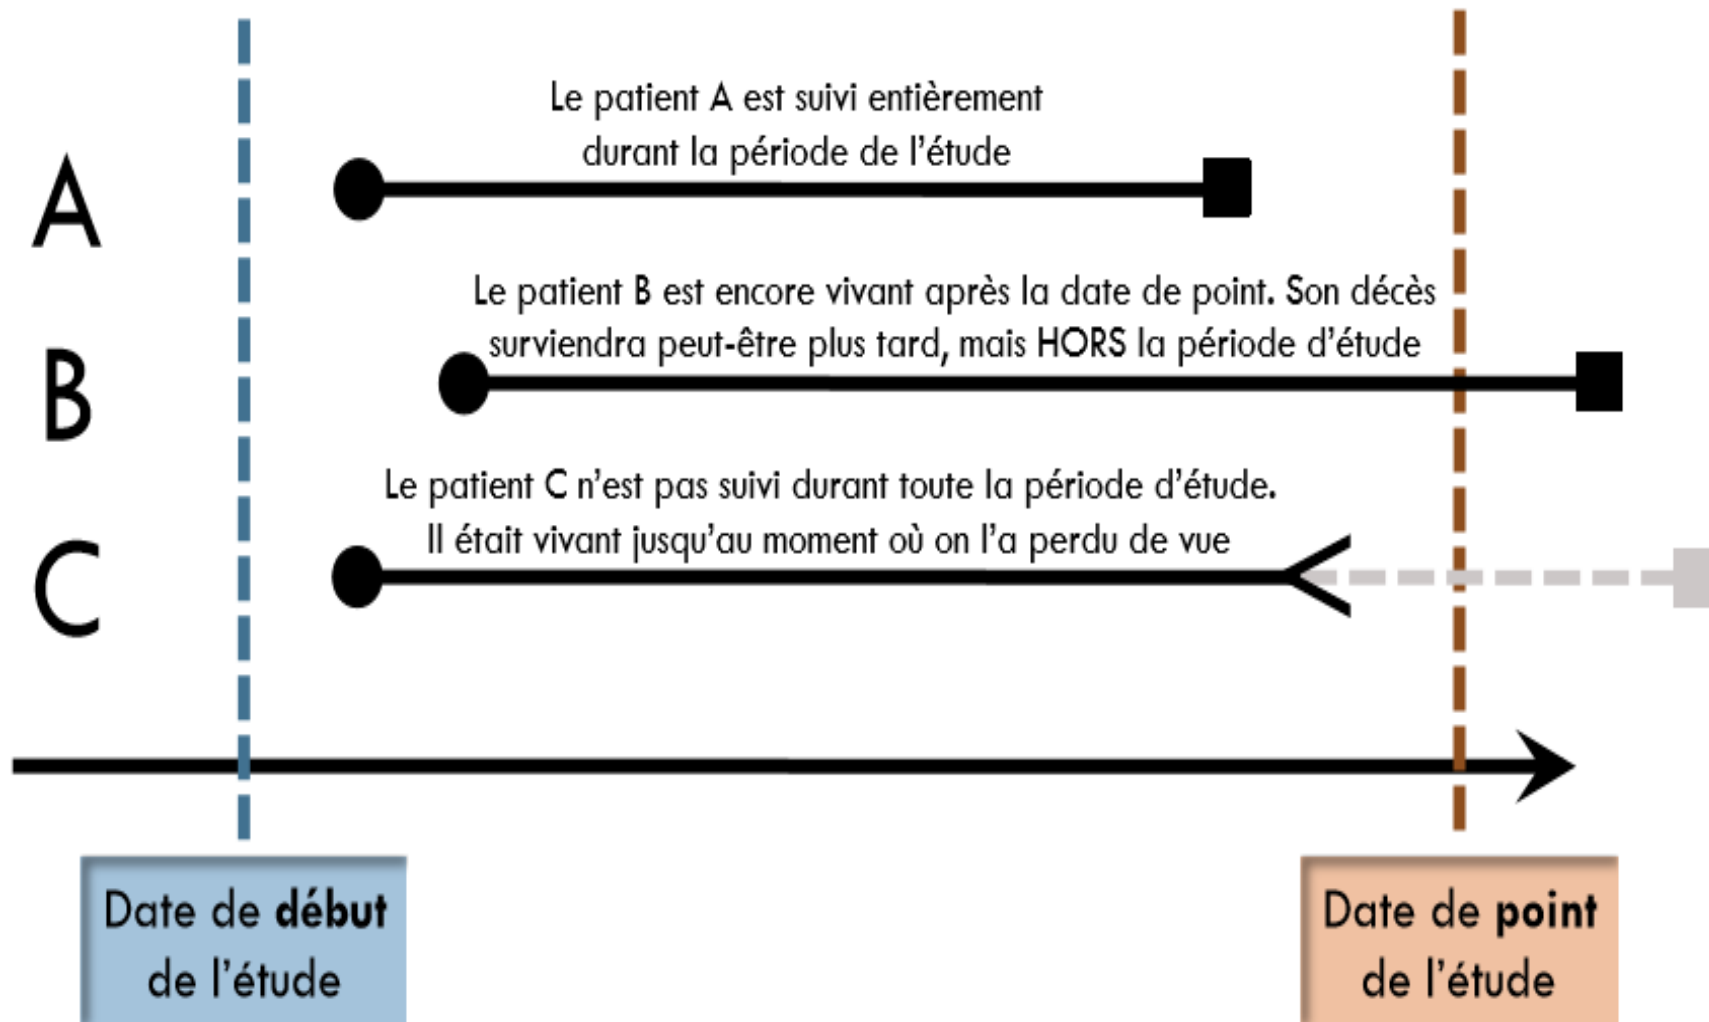 Le patient A est suivi entièrement
durant la période de l'étude
A
Le patient B est encore vivant après la date de point. Son décès
surviendra peut-être plus tard, mais HORS la période d'étude
B
Le patient C n'est pas suivi durant toute la période d'étude.
Il était vivant jusqu'au moment où on l'a perdu de vue
C
Date de début
de l'étude
Date de point
de l'étude